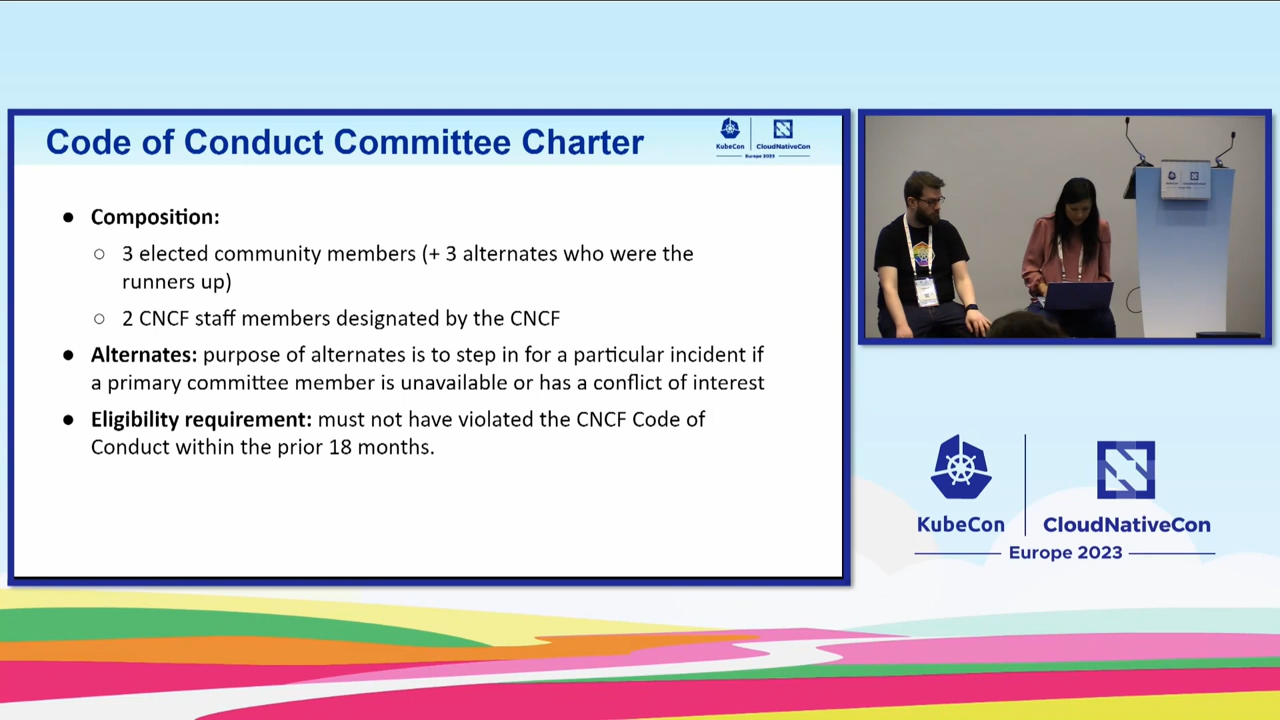 Code of Conduct Committee Charter
KubeCon
CloudNativeCon
Europe 2023
● Composition:
○ 3 elected community members (+ 3 alternates who were the
runners up)
○ 2 CNCF staff members designated by the CNCF
● Alternates: purpose of alternates is to step in for a particular incident if
a primary committee member is unavailable or has a conflict of interest
● Eligibility requirement: must not have violated the CNCF Code of
Conduct within the prior 18 months.
KubeCon
CloudNativeCon
Europe 2023